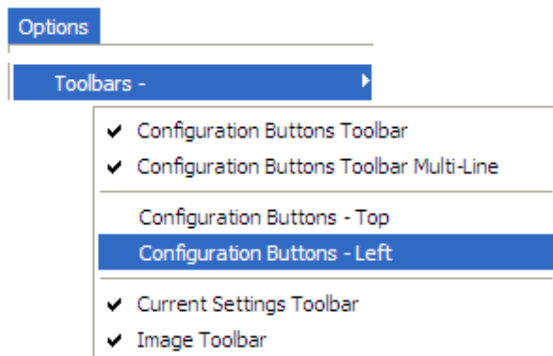 Options
Toolbars -
Configuration Buttons Toolbar
Configuration Buttons Toolbar Multi-Line
Configuration Buttons - Top
Configuration Buttons - Left
Current Settings Toolbar
Image Toolbar